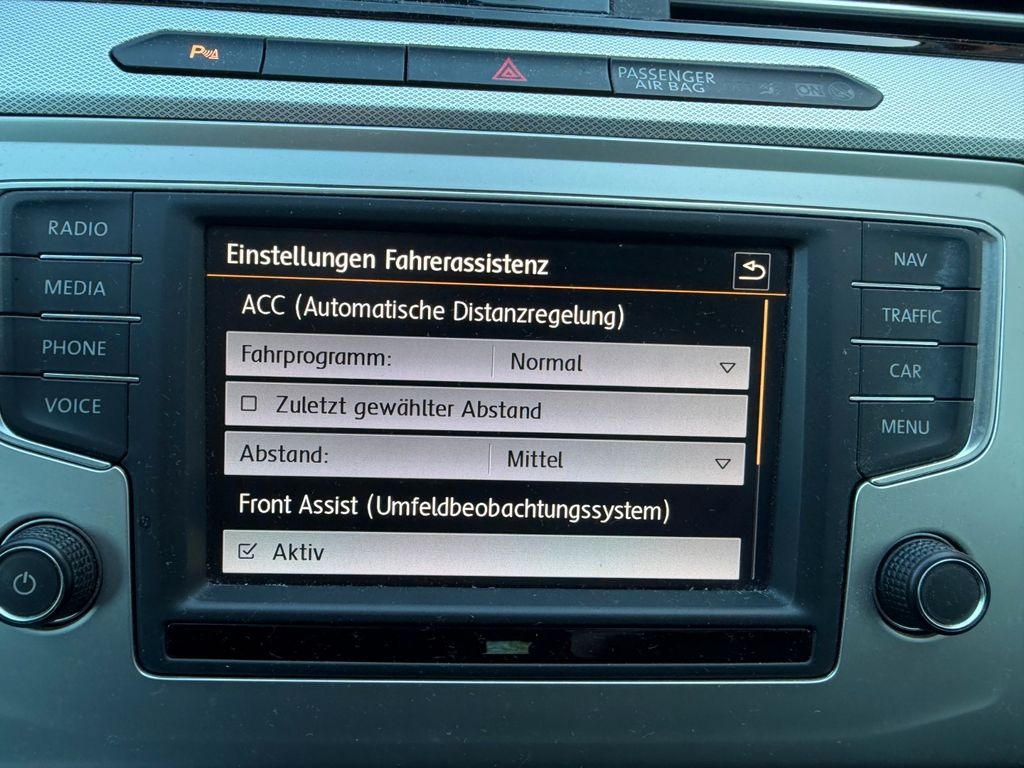 P
PASSENGER
AIR BAG
ON
RADIO
MEDIA
PHONE
VOICE
Einstellungen Fahrerassistenz
ACC (Automatische Distanzregelung)
Fahrprogramm: Normal
Zuletzt gewählter Abstand
Abstand: Mittel
Front Assist (Umfeldbeobachtungssystem)
Aktiv
NAV
TRAFFIC
CAR
MENU